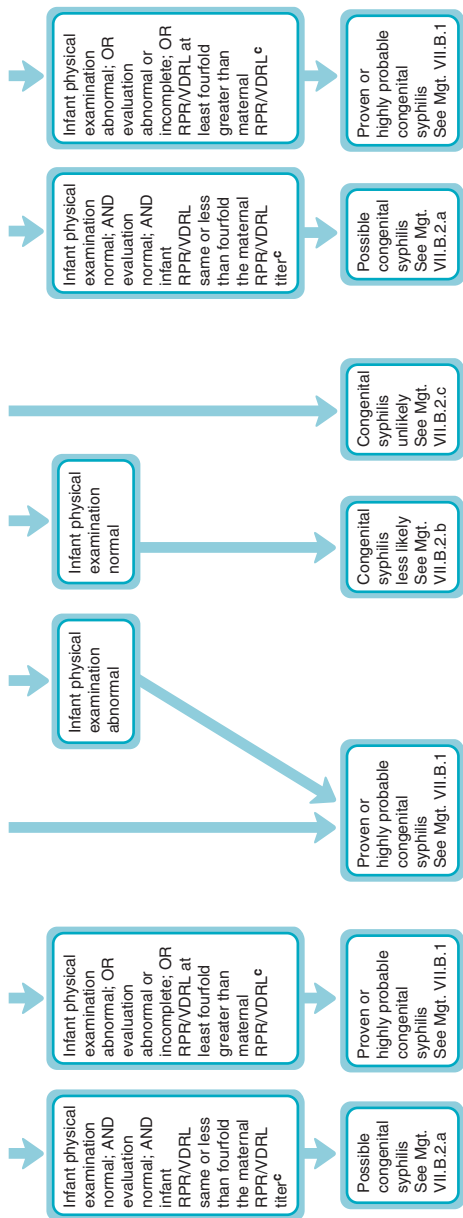 Infant physical
examination
normal; AND
evaluation
normal; AND
infant
RPR/VDRL
same or less
than fourfold
the maternal
RPR/VDRL
titerc
Infant physical
examination
abnormal; OR
evaluation
abnormal or
incomplete; OR
RPR/VDRL at
least fourfold
greater than
maternal
RPR/VDRLc
Infant physical
examination
abnormal
Infant physical
examination
normal
Infant physical
examination
normal; AND
evaluation
normal; AND
infant
RPR/VDRL
same or less
than fourfold
the maternal
RPR/VDRL
titerc
Infant physical
examination
abnormal; OR
evaluation
abnormal or
incomplete; OR
RPR/VDRL at
least fourfold
greater than
maternal
RPR/VDRLc
Possible
congenital
syphilis
See Mgt.
VII.B.2.a
Proven or
highly probable
congenital
syphilis
See Mgt. VII.B.1
Proven or
highly probable
congenital
syphilis
See Mgt. VII.B.1
Congenital
syphilis
less likely
See Mgt.
VII.B.2.b
Congenital
syphilis
unlikely
See Mgt.
VII.B.2.c
Possible
congenital
syphilis
See Mgt.
VII.B.2.a
Proven or
highly probable
congenital
syphilis
See Mgt. VII.B.1